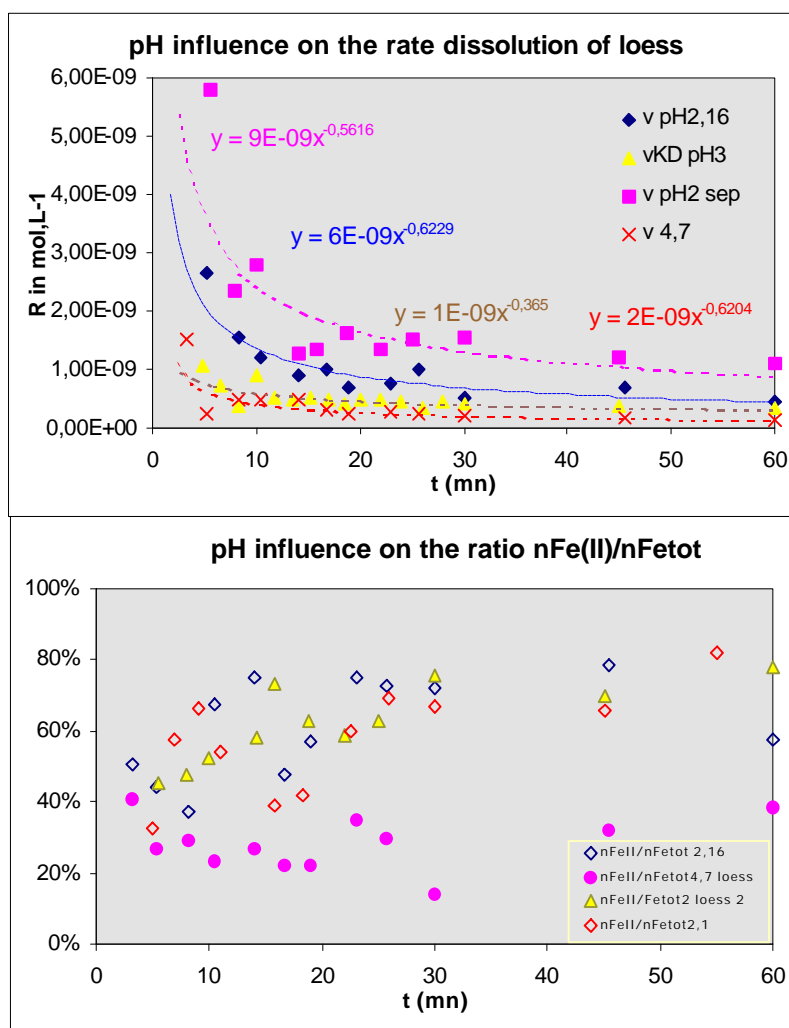 pH influence on the rate dissolution of loess
6,00E-09
5,00E-09
4,00E-09
3,00E-09
2,00E-09
1,00E-09
0,00E+00
R in mol,L-1
y = 9E-09x^-0,5616
y = 6E-09x^-0,6229
y = 1E-09x^-0,365
y = 2E-09x^-0,6204
v pH2,16
vKD pH3
v pH2 sep
v 4,7
0 10 20 30 40 50 60
t (mn)
pH influence on the ratio nFe(II)/nFetot
100%
80%
60%
40%
20%
0%
nFeII/nFetot 2,16
nFeII/nFetot4,7 loess
nFeII/Fetot2 loess 2
nFeII/nFetot2,1
0 10 20 30 40 50 60
t (mn)